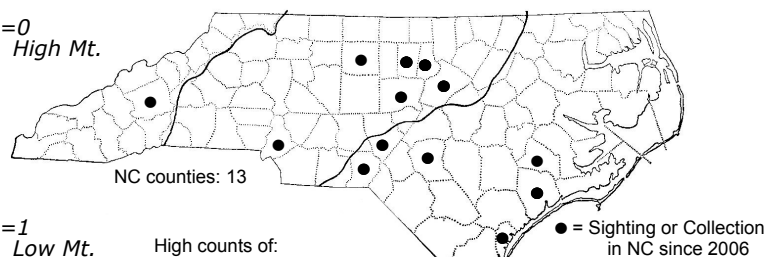 =0
High Mt.
NC counties: 13
=1
Low Mt.
High counts of:
● = Sighting or Collection
in NC since 2006